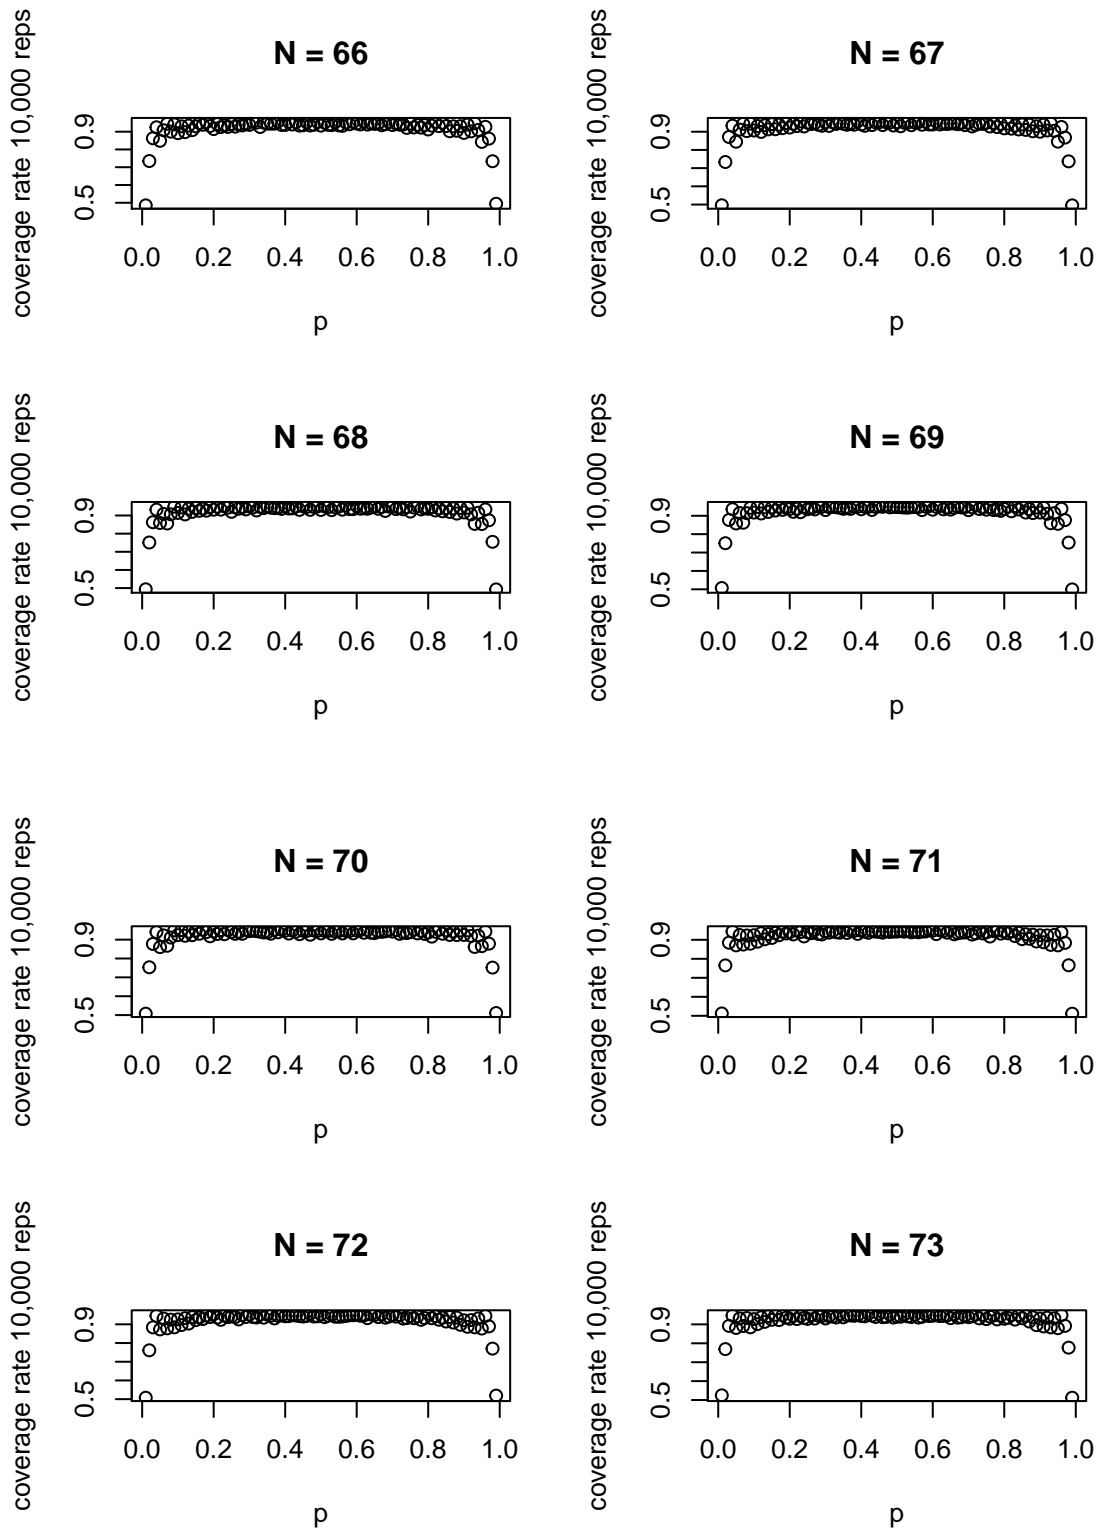 N = 66
coverage rate 10,000 reps
0.5 0.9
0.0 0.2 0.4 0.6 0.8 1.0
p
N = 67
coverage rate 10,000 reps
0.5 0.9
0.0 0.2 0.4 0.6 0.8 1.0
p
N = 68
coverage rate 10,000 reps
0.5 0.9
0.0 0.2 0.4 0.6 0.8 1.0
p
N = 69
coverage rate 10,000 reps
0.5 0.9
0.0 0.2 0.4 0.6 0.8 1.0
p
N = 70
coverage rate 10,000 reps
0.5 0.9
0.0 0.2 0.4 0.6 0.8 1.0
p
N = 71
coverage rate 10,000 reps
0.5 0.9
0.0 0.2 0.4 0.6 0.8 1.0
p
N = 72
coverage rate 10,000 reps
0.5 0.9
0.0 0.2 0.4 0.6 0.8 1.0
p
N = 73
coverage rate 10,000 reps
0.5 0.9
0.0 0.2 0.4 0.6 0.8 1.0
p